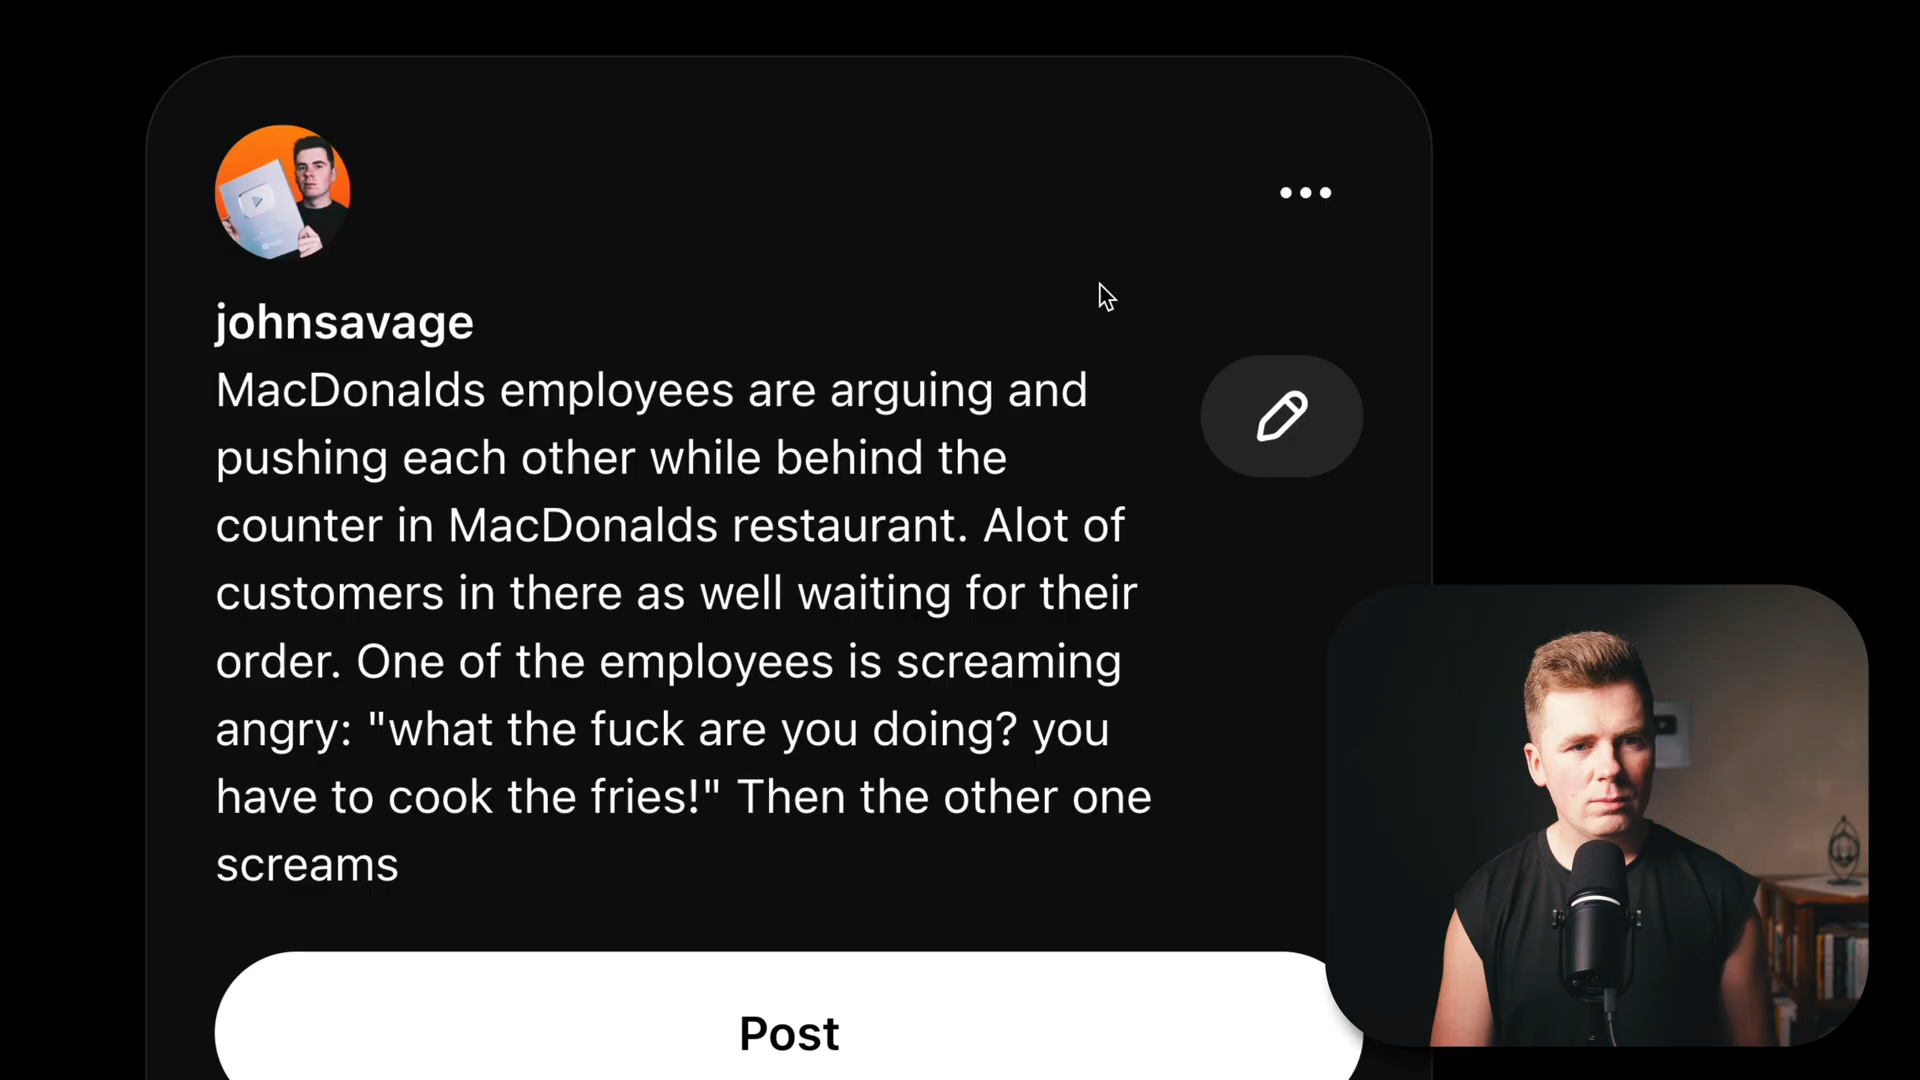 johnsavage
MacDonalds employees are arguing and
pushing each other while behind the
counter in MacDonalds restaurant. Alot of
customers in there as well waiting for their
order. One of the employees is screaming
angry: "what the fuck are you doing? you
have to cook the fries!" Then the other one
screams
Post